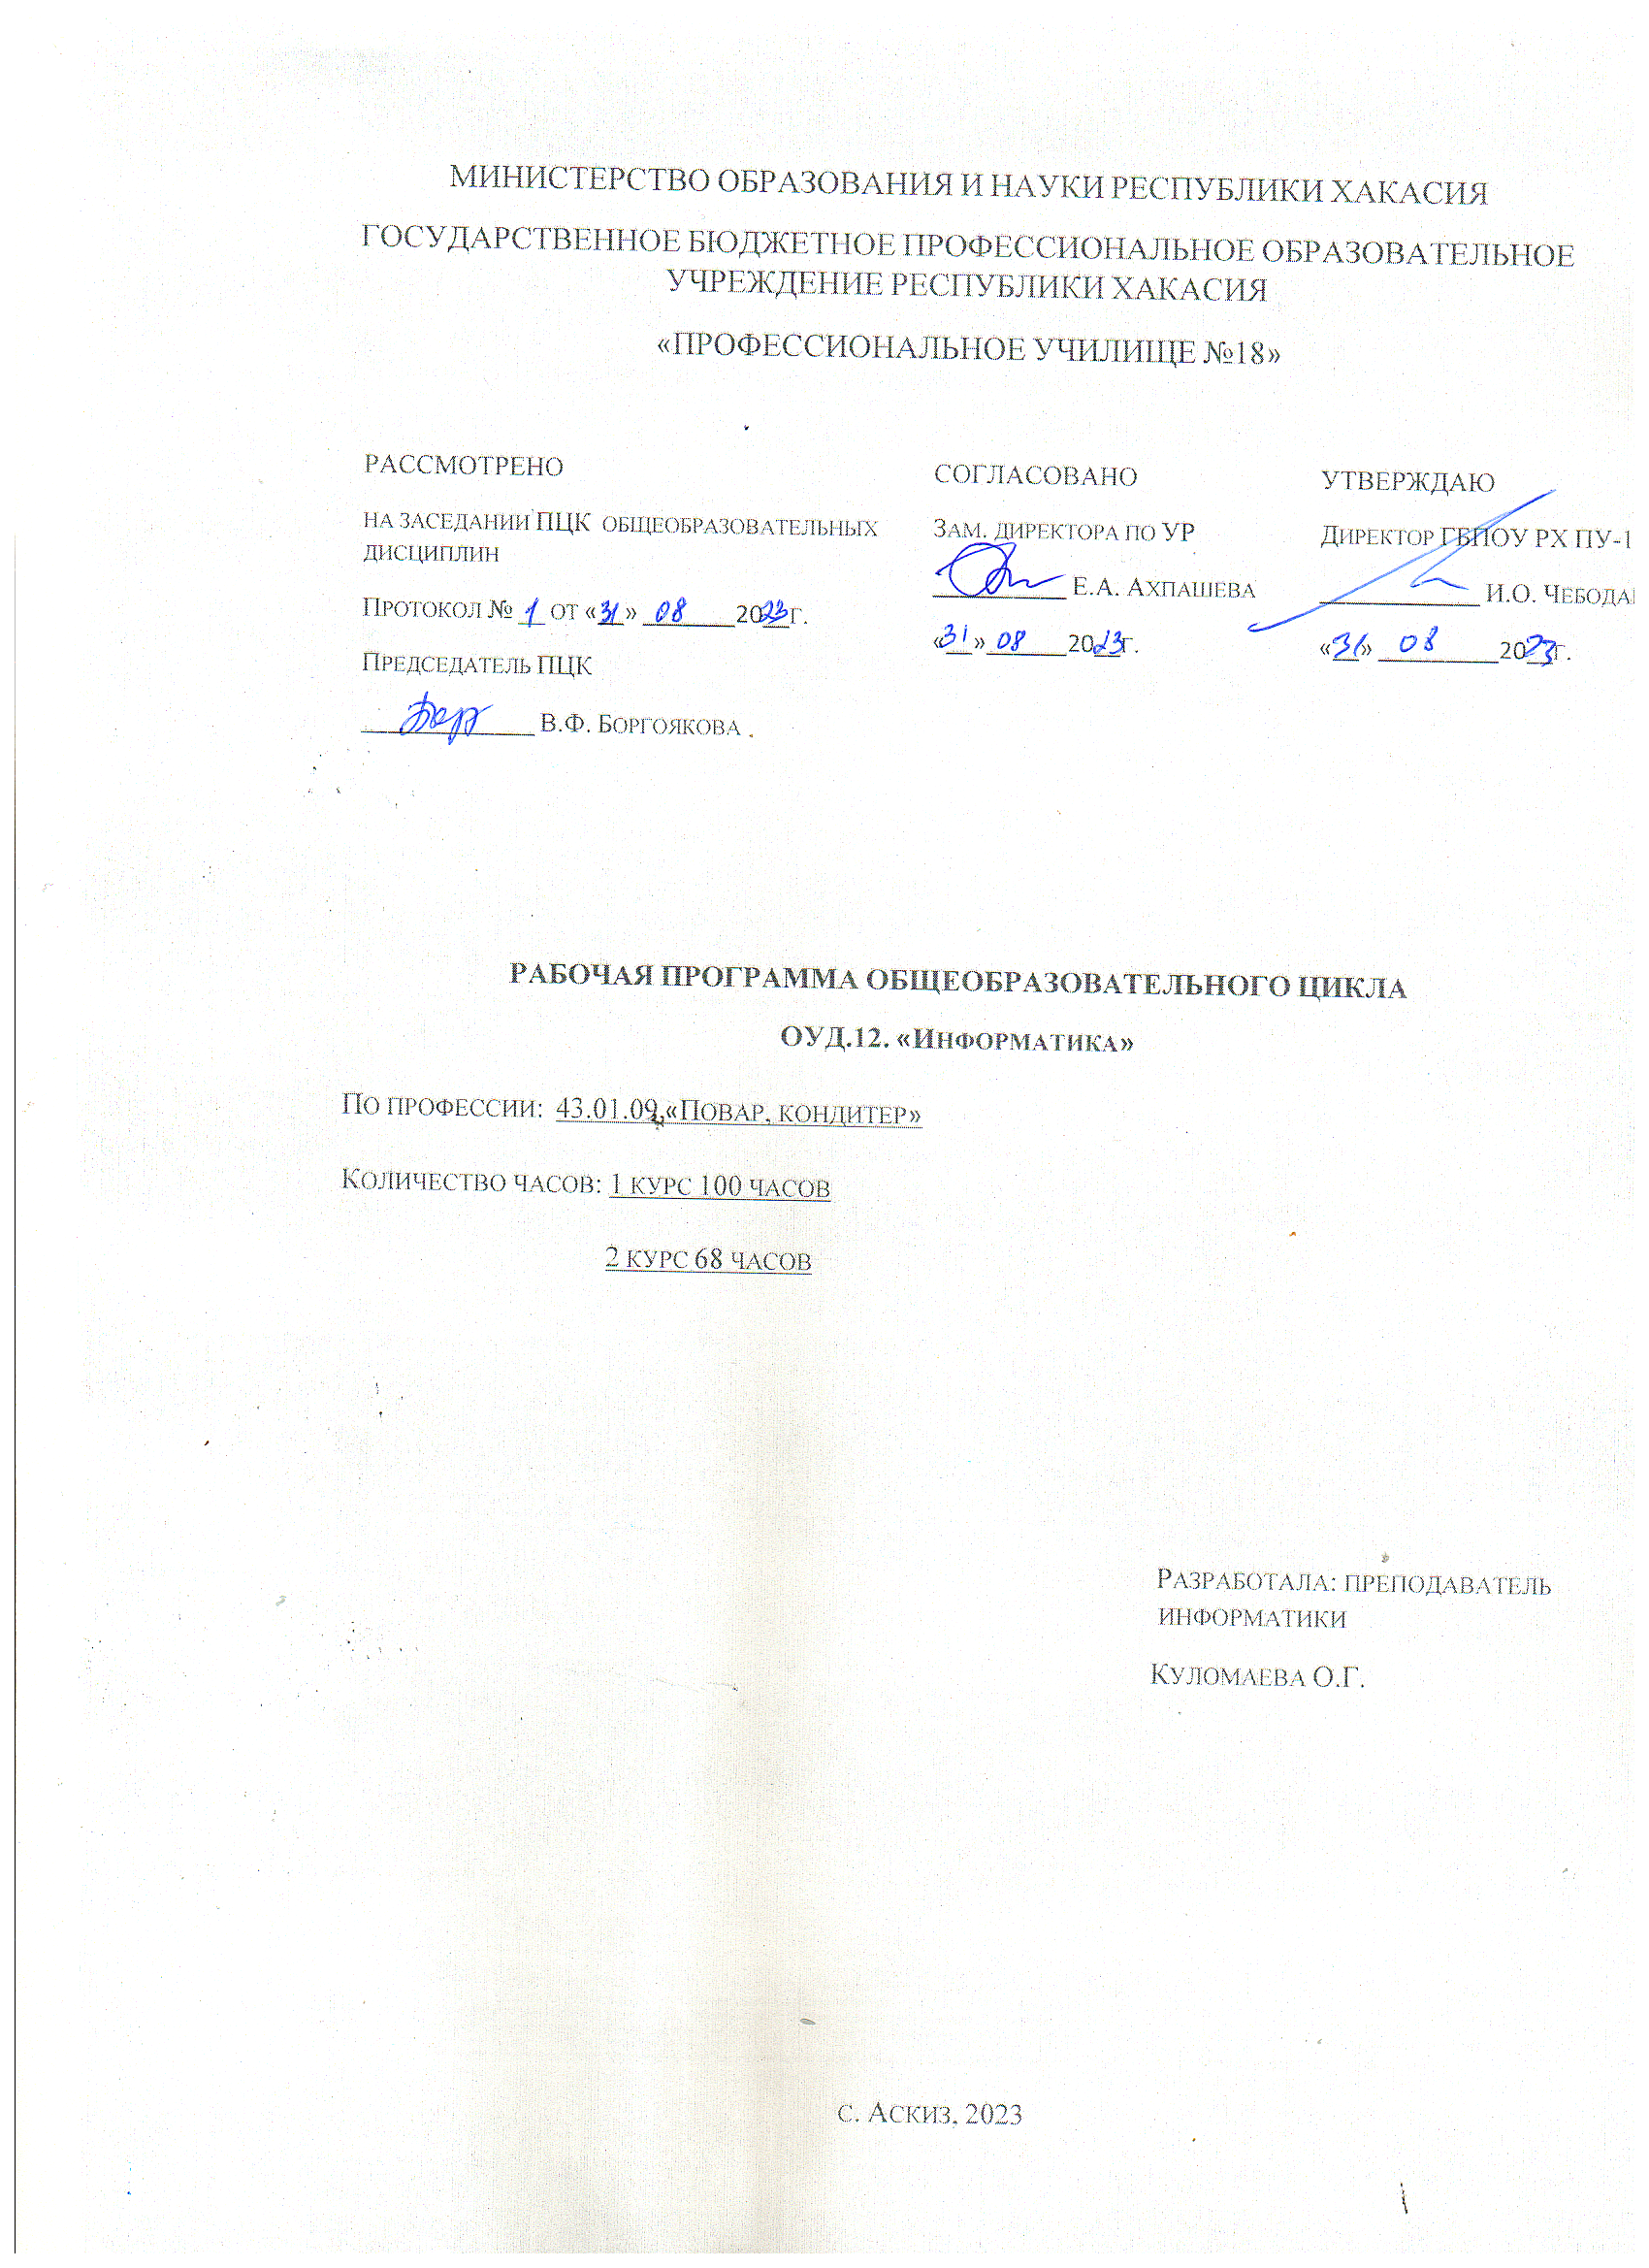 МИНИСТЕРСТВО ОБРАЗОВАНИЯ И НАУКИ РЕСПУБЛИКИ ХАКАСИЯ
ГОСУДАРСТВЕННОЕ БЮДЖЕТНОЕ ПРОФЕССИОНАЛЬНОЕ ОБРАЗОВАТЕЛЬНОЕ
УЧРЕЖДЕНИЕ РЕСПУБЛИКИ ХАКАСИЯ
«ПРОФЕССИОНАЛЬНОЕ УЧИЛИЩЕ №18»
РАССМОТРЕНО
НА ЗАСЕДАНИИ ПЦК ОБЩЕОБРАЗОВАТЕЛЬНЫХ
ДИСЦИПЛИН
ПРОТОКОЛ № 1 ОТ «31» 08 2023Г.
ПРЕДСЕДАТЕЛЬ ПЦК
В.Ф. БОРГОЯКОВА
СОГЛАСОВАНО
ЗАМ. ДИРЕКТОРА ПО УР
Е.А. АХПАШЕВА
«31» 08 2023Г.
УТВЕРЖДАЮ
ДИРЕКТОР ГБПОУ РХ ПУ-1
И.О. ЧЕБОДА
«31» 08 2023Г.
РАБОЧАЯ ПРОГРАММА ОБЩЕОБРАЗОВАТЕЛЬНОГО ЦИКЛА
ОУД.12. «ИНФОРМАТИКА»
ПО ПРОФЕССИИ: 43.01.09.«ПОВАР, КОНДИТЕР»
КОЛИЧЕСТВО ЧАСОВ: 1 КУРС 100 ЧАСОВ
2 КУРС 68 ЧАСОВ
РАЗРАБОТАЛА: ПРЕПОДАВАТЕЛЬ
ИНФОРМАТИКИ
КУЛОМАЕВА О.Г.
С. АСКИЗ, 2023